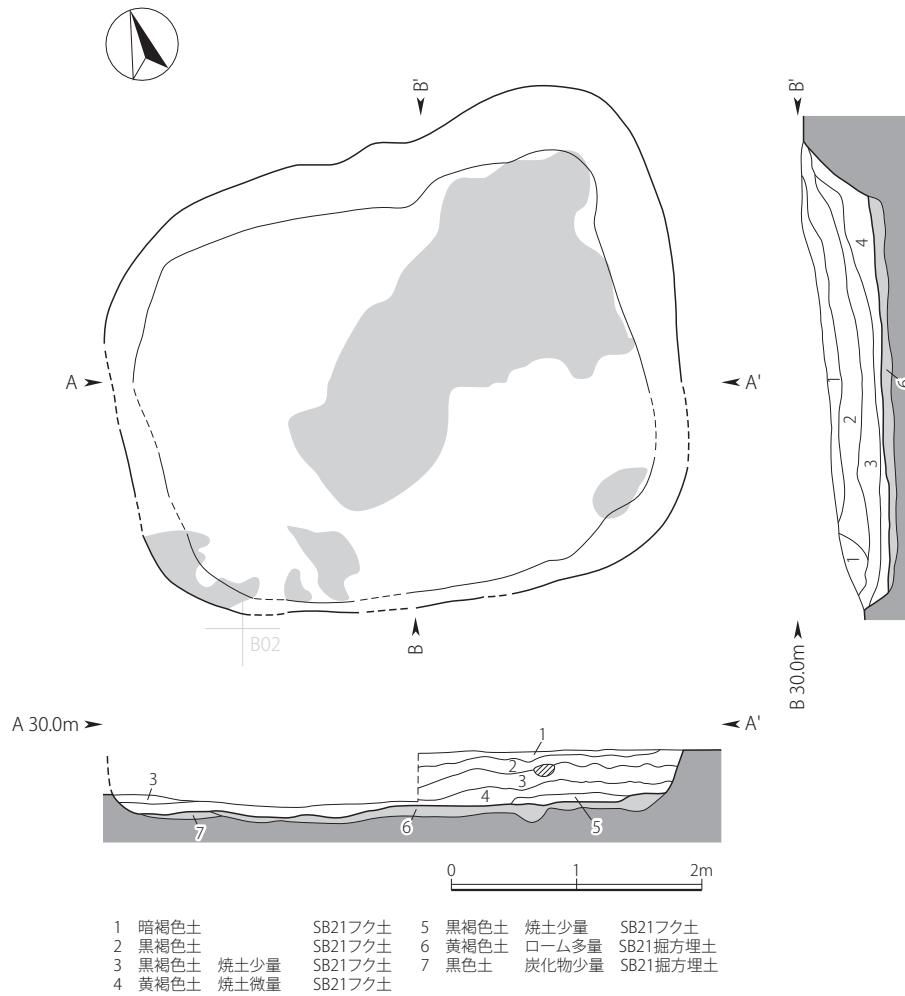 B'
B'
4
A
A'
6
1
2
3
1
B02
B
B 30.0m
A 30.0m
A'
1
2
3
3
4
7
6
5
0 1 2m
1 暗褐色土 SB21フク土
2 黒褐色土 SB21フク土
3 黒褐色土 焼土少量 SB21フク土
4 黄褐色土 焼土微量 SB21フク土
5 黒褐色土 焼土少量 SB21フク土
6 黄褐色土 ローム多量 SB21掘方埋土
7 黒色土 炭化物少量 SB21掘方埋土